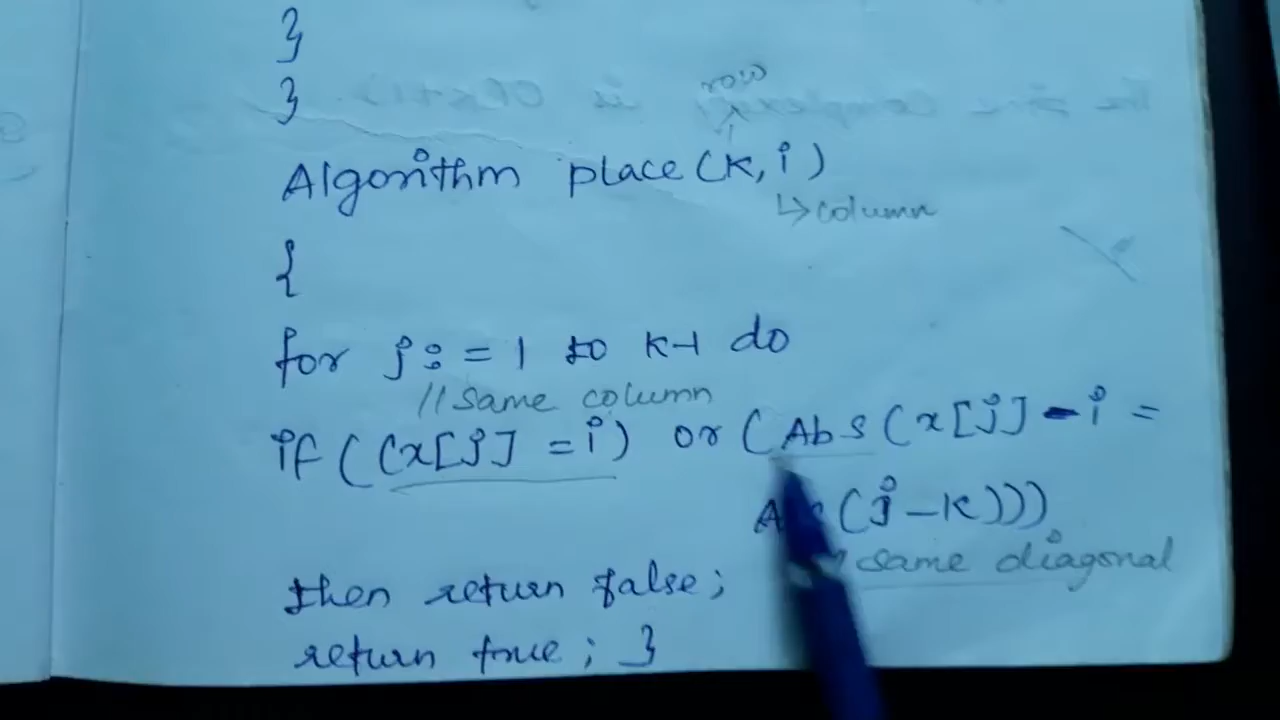 }
}
row
Algorithm place(k, i)
↳column
{
for j:=1 to k-1 do
//same column
if((x[j] = i) or (Abs(x[j] - i =
(j-k)))
same diagonal
then return false;
return true; }